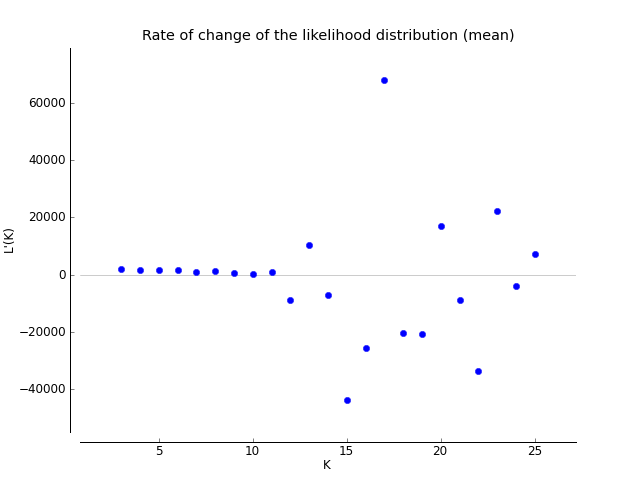 Rate of change of the likelihood distribution (mean)
60000
40000
20000
0
−20000
−40000
L'(K)
5 10 15 20 25
K